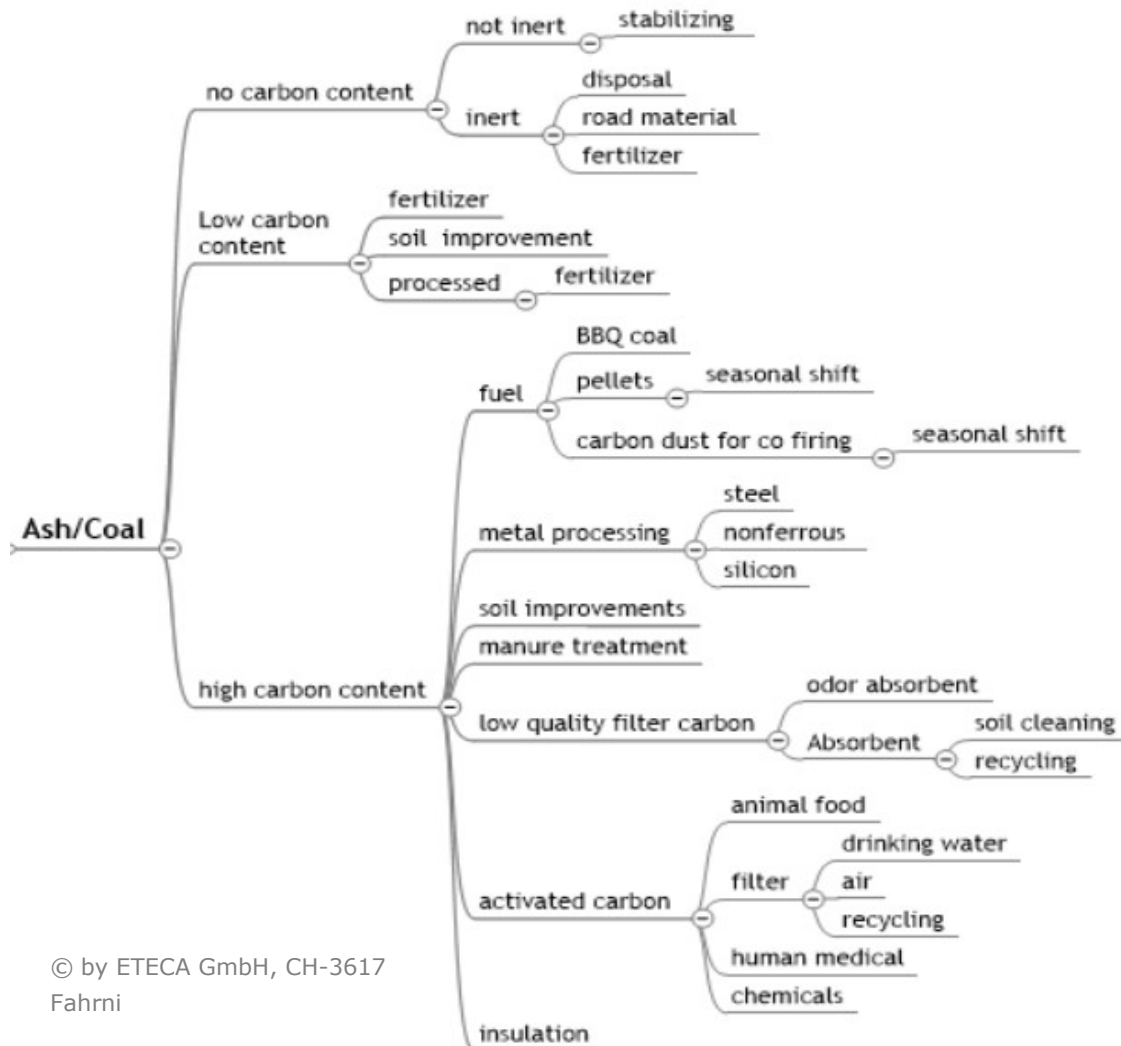 not inert
stabilizing
no carbon content
inert
disposal
road material
fertilizer
Low carbon
content
fertilizer
soil improvement
processed
fertilizer
fuel
BBQ coal
pellets
seasonal shift
carbon dust for co firing
seasonal shift
Ash/Coal
metal processing
steel
nonferrous
silicon
soil improvements
manure treatment
high carbon content
low quality filter carbon
odor absorbent
Absorbent
soil cleaning
recycling
activated carbon
animal food
filter
drinking water
air
recycling
human medical
chemicals
insulation
© by ETECA GmbH, CH-3617
Fahrni